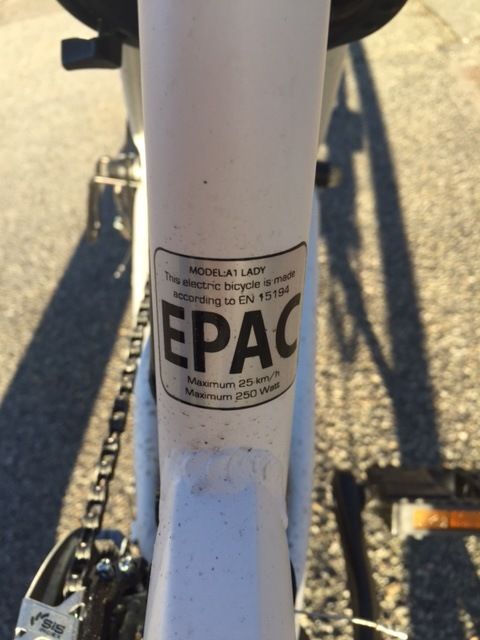 MODEL:A1 LADY
This electric bicycle is made
according to EN 15194
EPAC
Maximum 25 km/h
Maximum 250 Watt
SIS